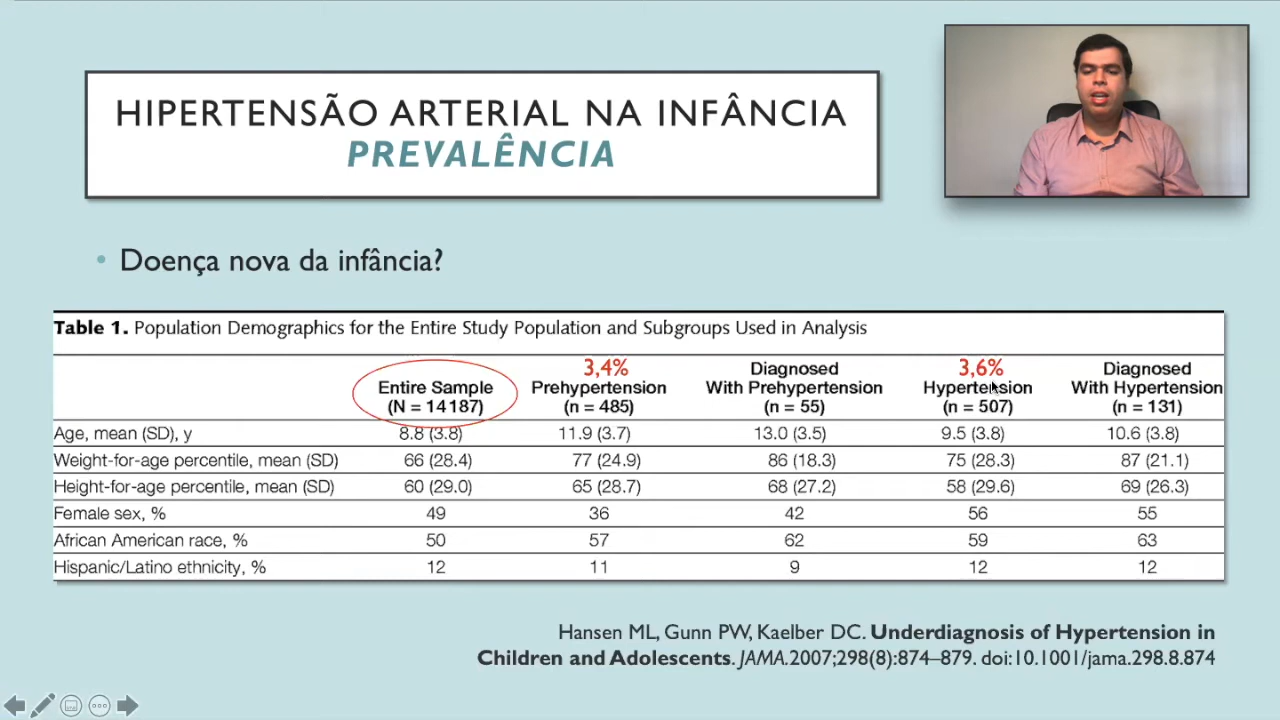 HIPERTENSÃO ARTERIAL NA INFÂNCIA
PREVALÊNCIA
• Doença nova da infância?
Table 1. Population Demographics for the Entire Study Population and Subgroups Used in Analysis
Entire Sample (N = 14 187) 3,4% Prehypertension (n = 485) Diagnosed With Prehypertension (n = 55) 3,6% Hypertension (n = 507) Diagnosed With Hypertension (n = 131)
Age, mean (SD), y 8.8 (3.8) 11.9 (3.7) 13.0 (3.5) 9.5 (3.8) 10.6 (3.8)
Weight-for-age percentile, mean (SD) 66 (28.4) 77 (24.9) 86 (18.3) 75 (28.3) 87 (21.1)
Height-for-age percentile, mean (SD) 60 (29.0) 65 (28.7) 68 (27.2) 58 (29.6) 69 (26.3)
Female sex, % 49 36 42 56 55
African American race, % 50 57 62 59 63
Hispanic/Latino ethnicity, % 12 11 9 12 12
Hansen ML, Gunn PW, Kaelber DC. Underdiagnosis of Hypertension in
Children and Adolescents. JAMA. 2007;298(8):874–879. doi:10.1001/jama.298.8.874